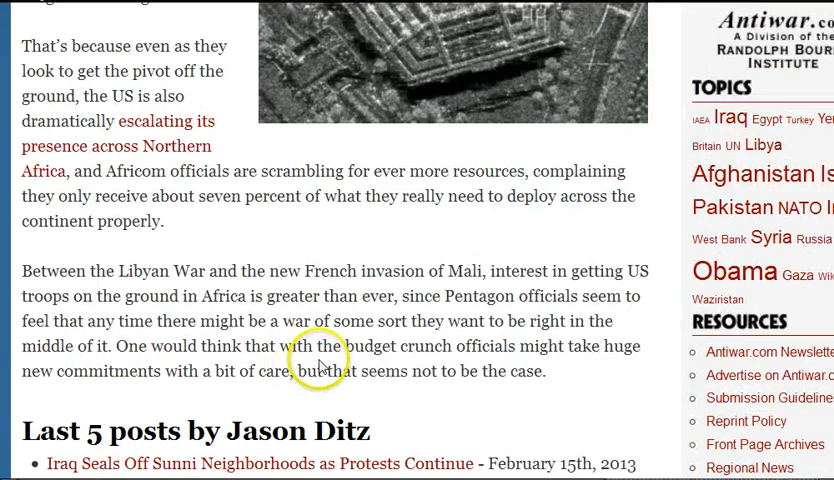 That's because even as they
look to get the pivot off the
ground, the US is also
dramatically escalating its
presence across Northern
Africa, and Africom officials are scrambling for ever more resources, complaining
they only receive about seven percent of what they really need to deploy across the
continent properly.
Between the Libyan War and the new French invasion of Mali, interest in getting US
troops on the ground in Africa is greater than ever, since Pentagon officials seem to
feel that any time there might be a war of some sort they want to be right in the
middle of it. One would think that with the budget crunch officials might take huge
new commitments with a bit of care, but that seems not to be the case.
Last 5 posts by Jason Ditz
Iraq Seals Off Sunni Neighborhoods as Protests Continue - February 15th, 2013
Antiwar.co
A Division of the
RANDOLPH BOUR
INSTITUTE
TOPICS
IAEA Iraq Egypt Turkey Ye
Britain UN Libya
Afghanistan Is
Pakistan NATO
West Bank Syria Russia
Obama Gaza Wik
Waziristan
RESOURCES
Antiwar.com Newslette
Advertise on Antiwar.c
Submission Guideline
Reprint Policy
Front Page Archives
Regional News